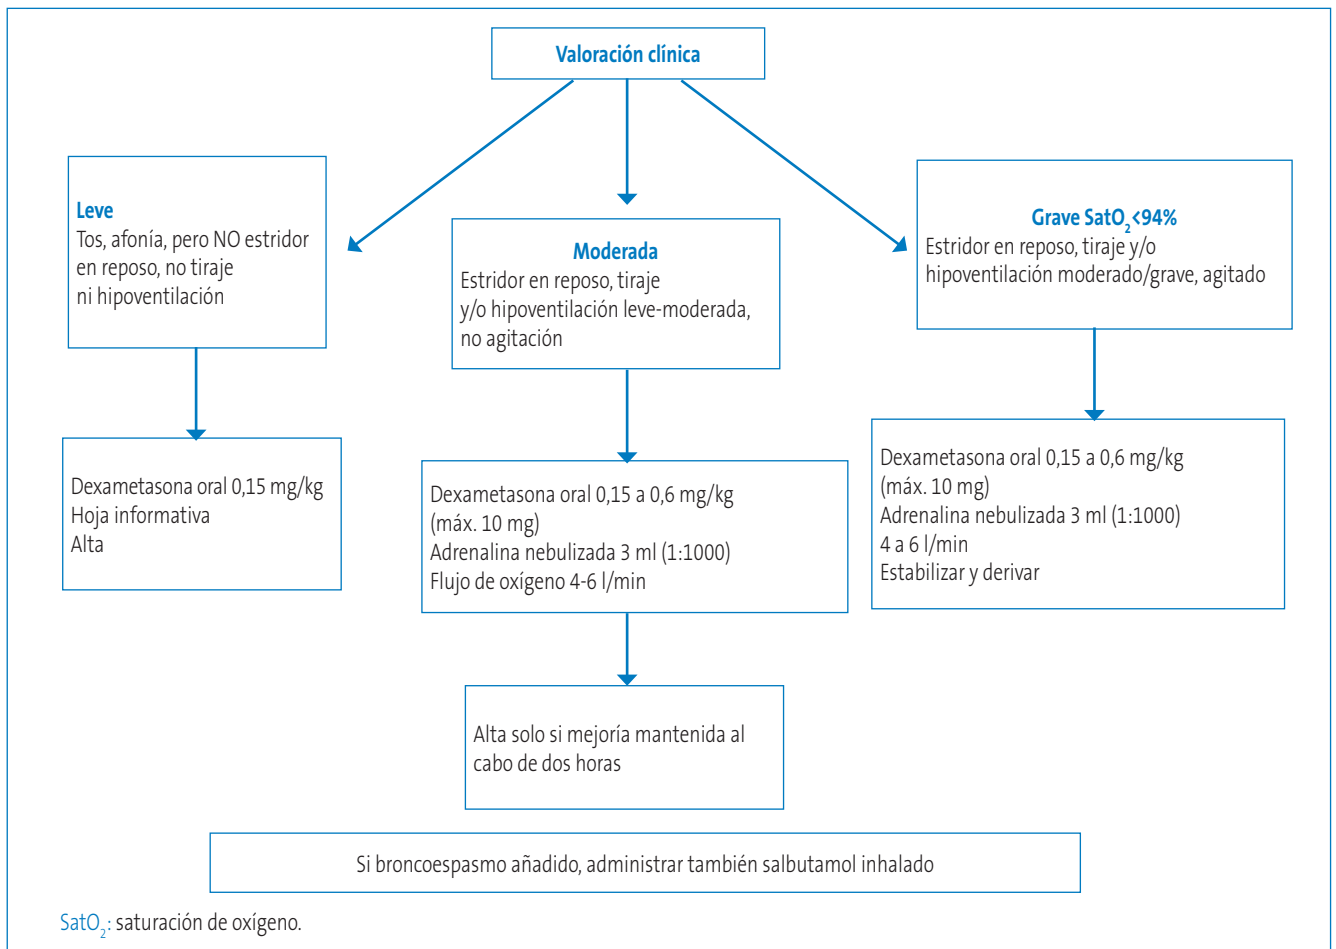 Valoración clínica
Leve
Tos, afonía, pero NO estridor
en reposo, no tiraje
ni hipoventilación
Moderada
Estridor en reposo, tiraje
y/o hipoventilación leve-moderada,
no agitación
Grave SatO₂<94%
Estridor en reposo, tiraje y/o
hipoventilación moderado/grave, agitado
Dexametasona oral 0,15 mg/kg
Hoja informativa
Alta
Dexametasona oral 0,15 a 0,6 mg/kg
(máx. 10 mg)
Adrenalina nebulizada 3 ml (1:1000)
Flujo de oxígeno 4-6 l/min
Dexametasona oral 0,15 a 0,6 mg/kg
(máx. 10 mg)
Adrenalina nebulizada 3 ml (1:1000)
4 a 6 l/min
Estabilizar y derivar
Alta solo si mejoría mantenida al
cabo de dos horas
Si broncoespasmo añadido, administrar también salbutamol inhalado
SatO₂: saturación de oxígeno.